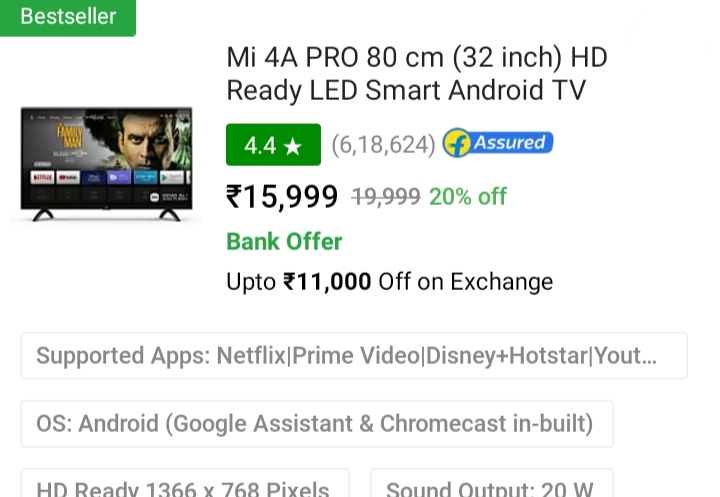 Bestseller
Mi 4A PRO 80 cm (32 inch) HD
Ready LED Smart Android TV
4.4 ★ (6,18,624) f Assured
₹15,999 19,999 20% off
Bank Offer
Upto ₹11,000 Off on Exchange
FAMILY
MAN
NETFLIX
Supported Apps: Netflix|Prime Video|Disney+Hotstar|Yout...
OS: Android (Google Assistant & Chromecast in-built)
HD Ready 1366 x 768 Pixels Sound Output: 20 W